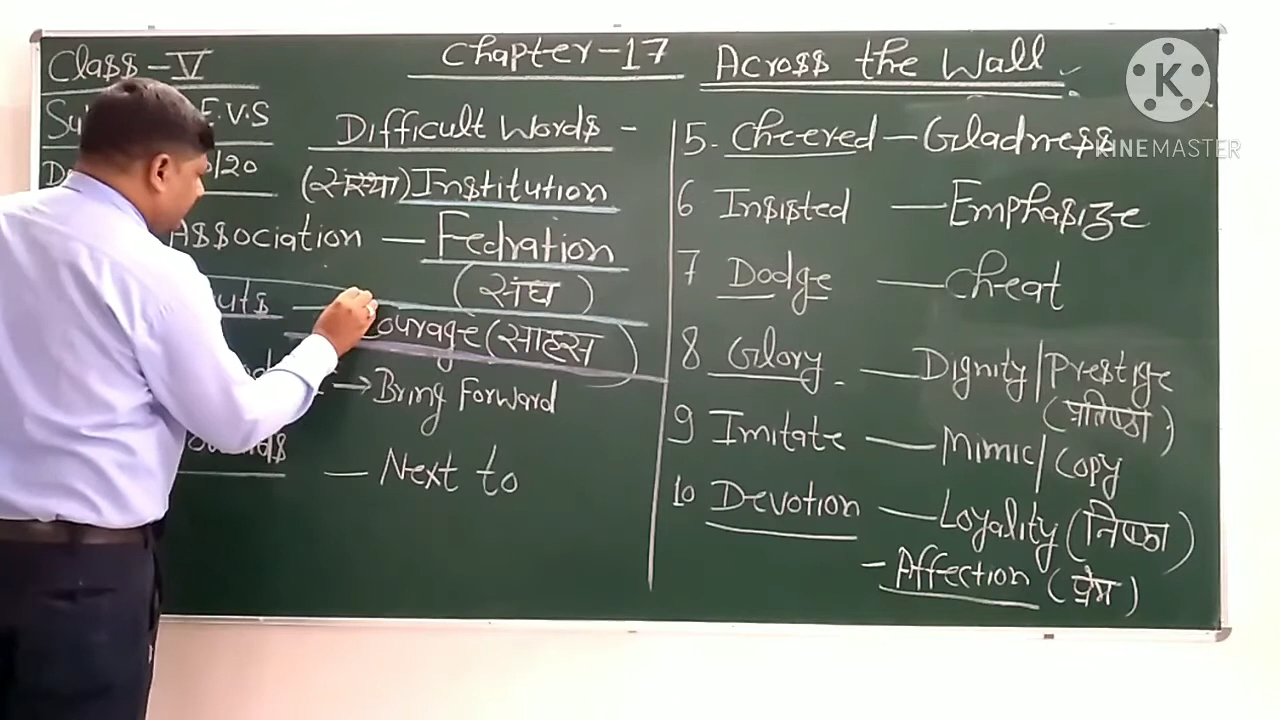 Class - V
Chapter-17
Across the Wall
E.V.S
/20
Difficult Words -
(संस्था) Institution
Association — Fedration
(संघ)
Courage (साहस)
→ Bring Forward
— Next to
5. Cheered — Gladness
6 Insisted — Emphasize
7 Dodge — Cheat
8 Glory. — Dignity/Prestige
(प्रतिष्ठा)
9 Imitate — Mimic/Copy
10 Devotion — Loyality (निष्ठा)
- Affection (प्रेम)
K
KINEMASTER